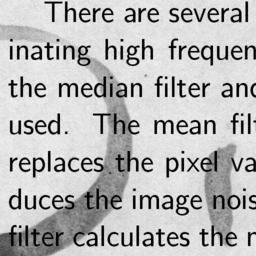 There are several
inating high frequen
the median filter and
used. The mean filt
replaces the pixel va
duces the image nois
filter calculates the m